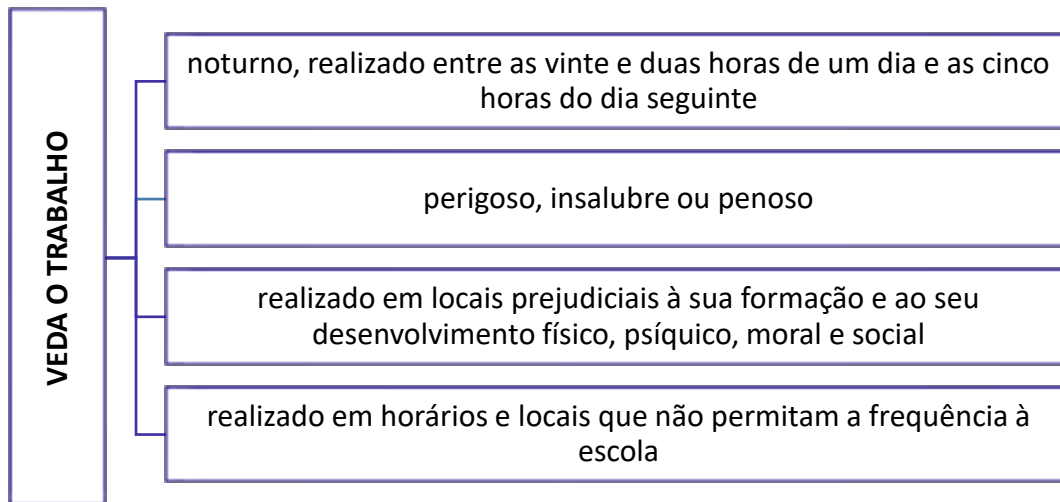 VEDA O TRABALHO
noturno, realizado entre as vinte e duas horas de um dia e as cinco
horas do dia seguinte
perigoso, insalubre ou penoso
realizado em locais prejudiciais à sua formação e ao seu
desenvolvimento físico, psíquico, moral e social
realizado em horários e locais que não permitam a frequência à
escola